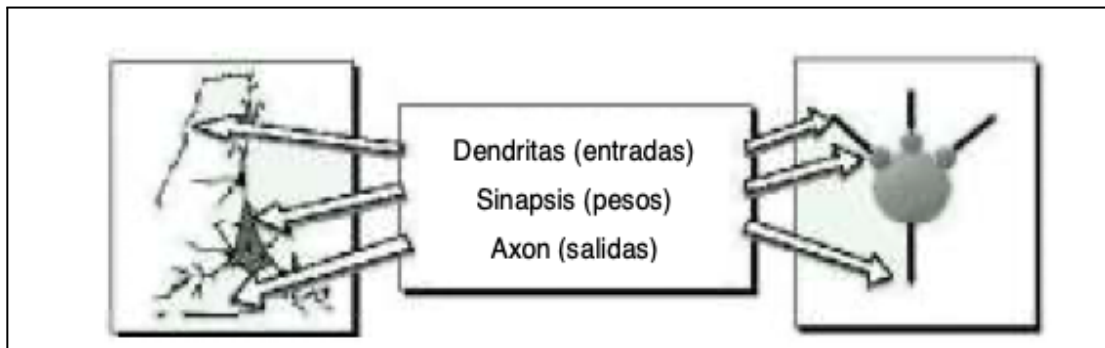 Dendritas (entradas)
Sinapsis (pesos)
Axon (salidas)